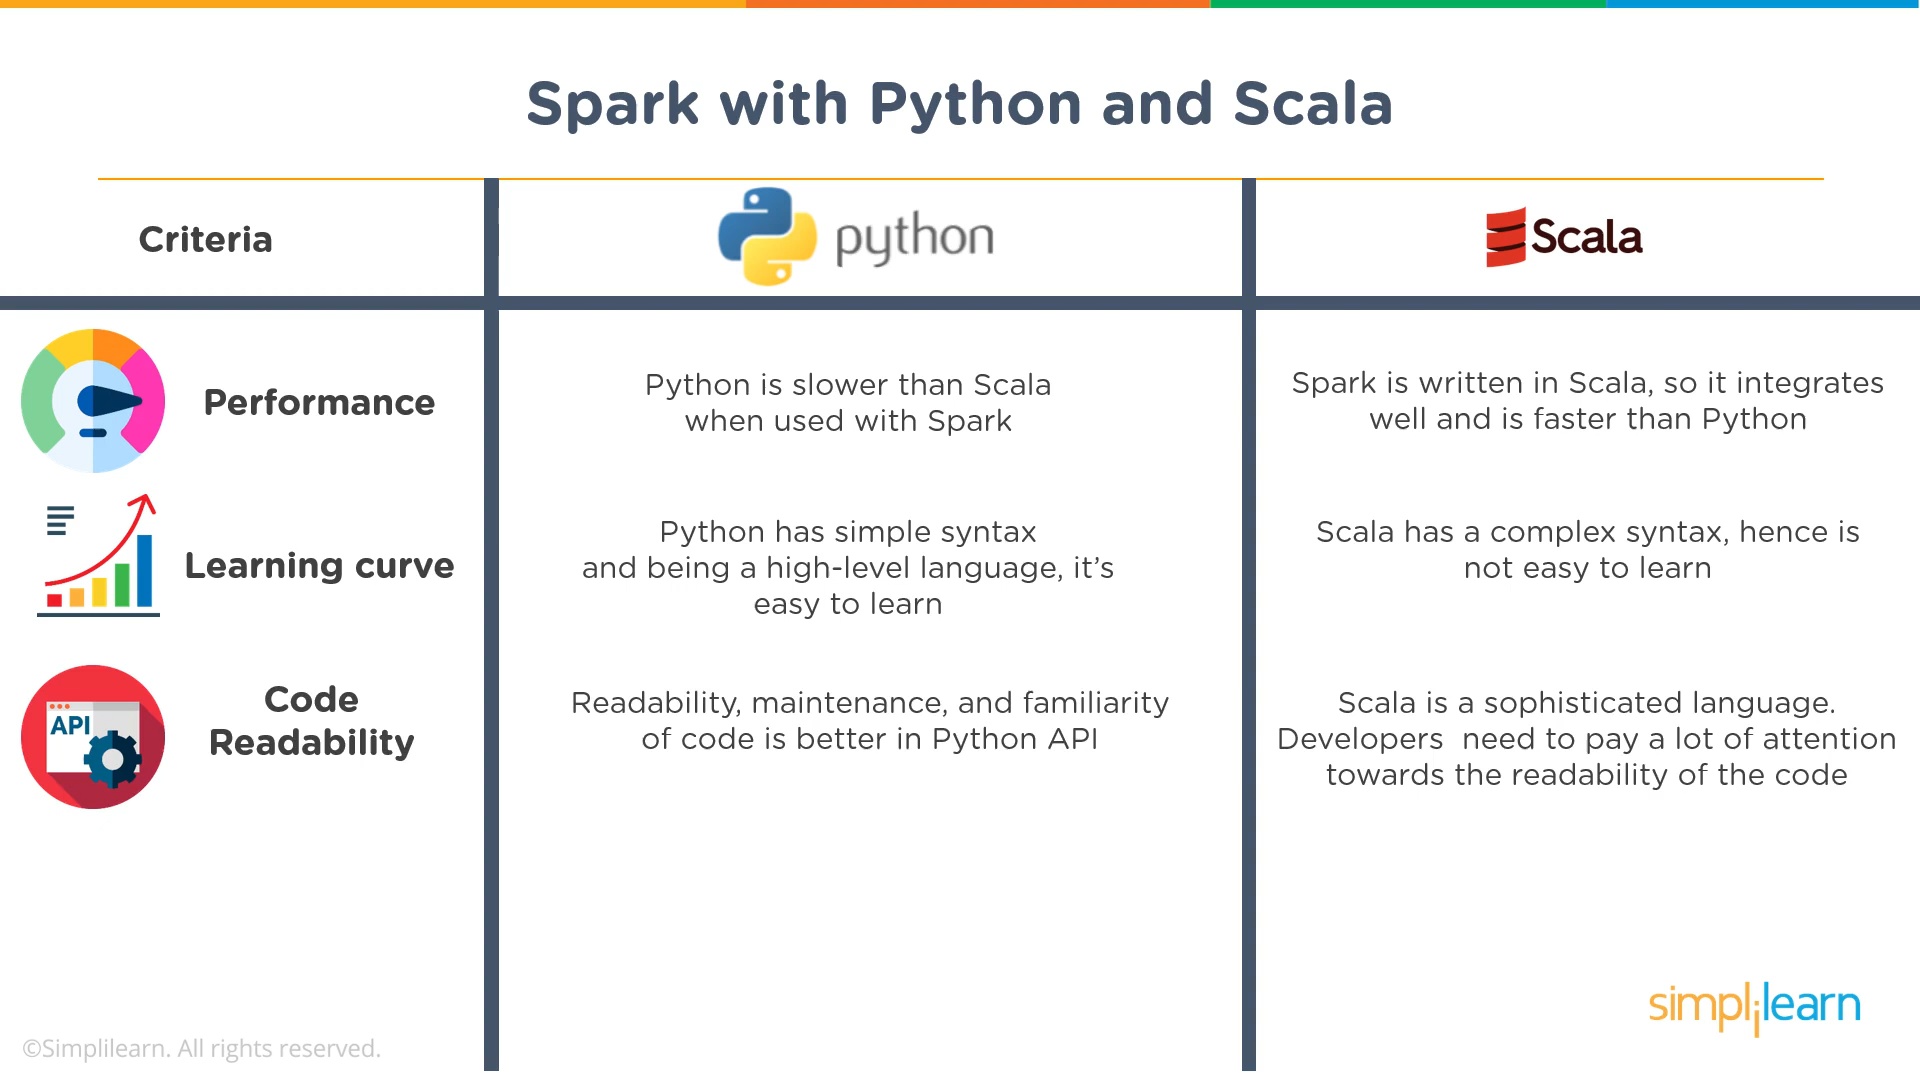 Spark with Python and Scala
Criteria
python
Scala
Performance
Python is slower than Scala
when used with Spark
Spark is written in Scala, so it integrates
well and is faster than Python
Learning curve
Python has simple syntax
and being a high-level language, it’s
easy to learn
Scala has a complex syntax, hence is
not easy to learn
API
Code
Readability
Readability, maintenance, and familiarity
of code is better in Python API
Scala is a sophisticated language.
Developers  need to pay a lot of attention
towards the readability of the code
simplilearn
©Simplilearn. All rights reserved.